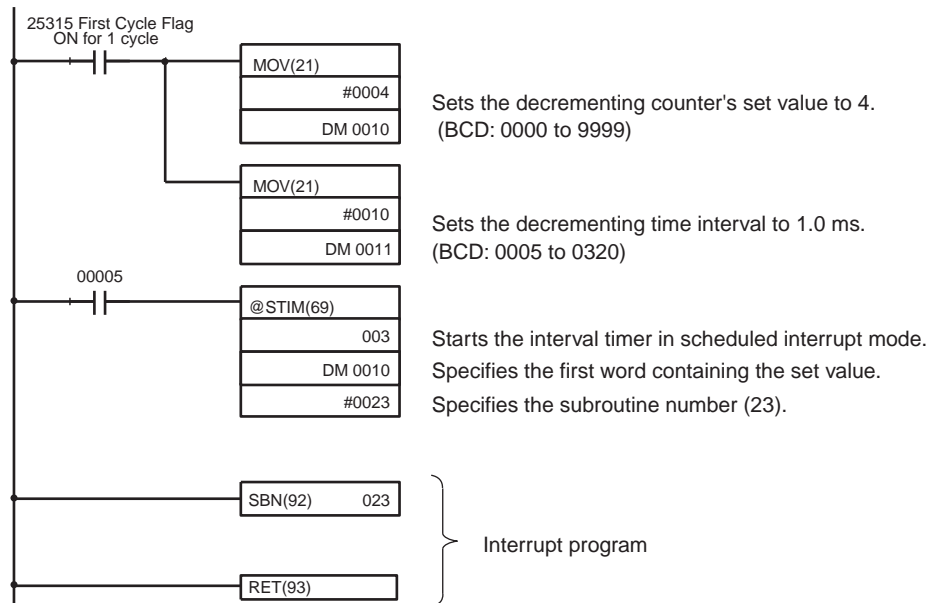 25315 First Cycle Flag
ON for 1 cycle
MOV(21)
#0004
DM 0010
Sets the decrementing counter's set value to 4.
(BCD: 0000 to 9999)
MOV(21)
#0010
DM 0011
Sets the decrementing time interval to 1.0 ms.
(BCD: 0005 to 0320)
00005
@STIM(69)
003
Starts the interval timer in scheduled interrupt mode.
DM 0010
Specifies the first word containing the set value.
#0023
Specifies the subroutine number (23).
SBN(92) 023
Interrupt program
RET(93)